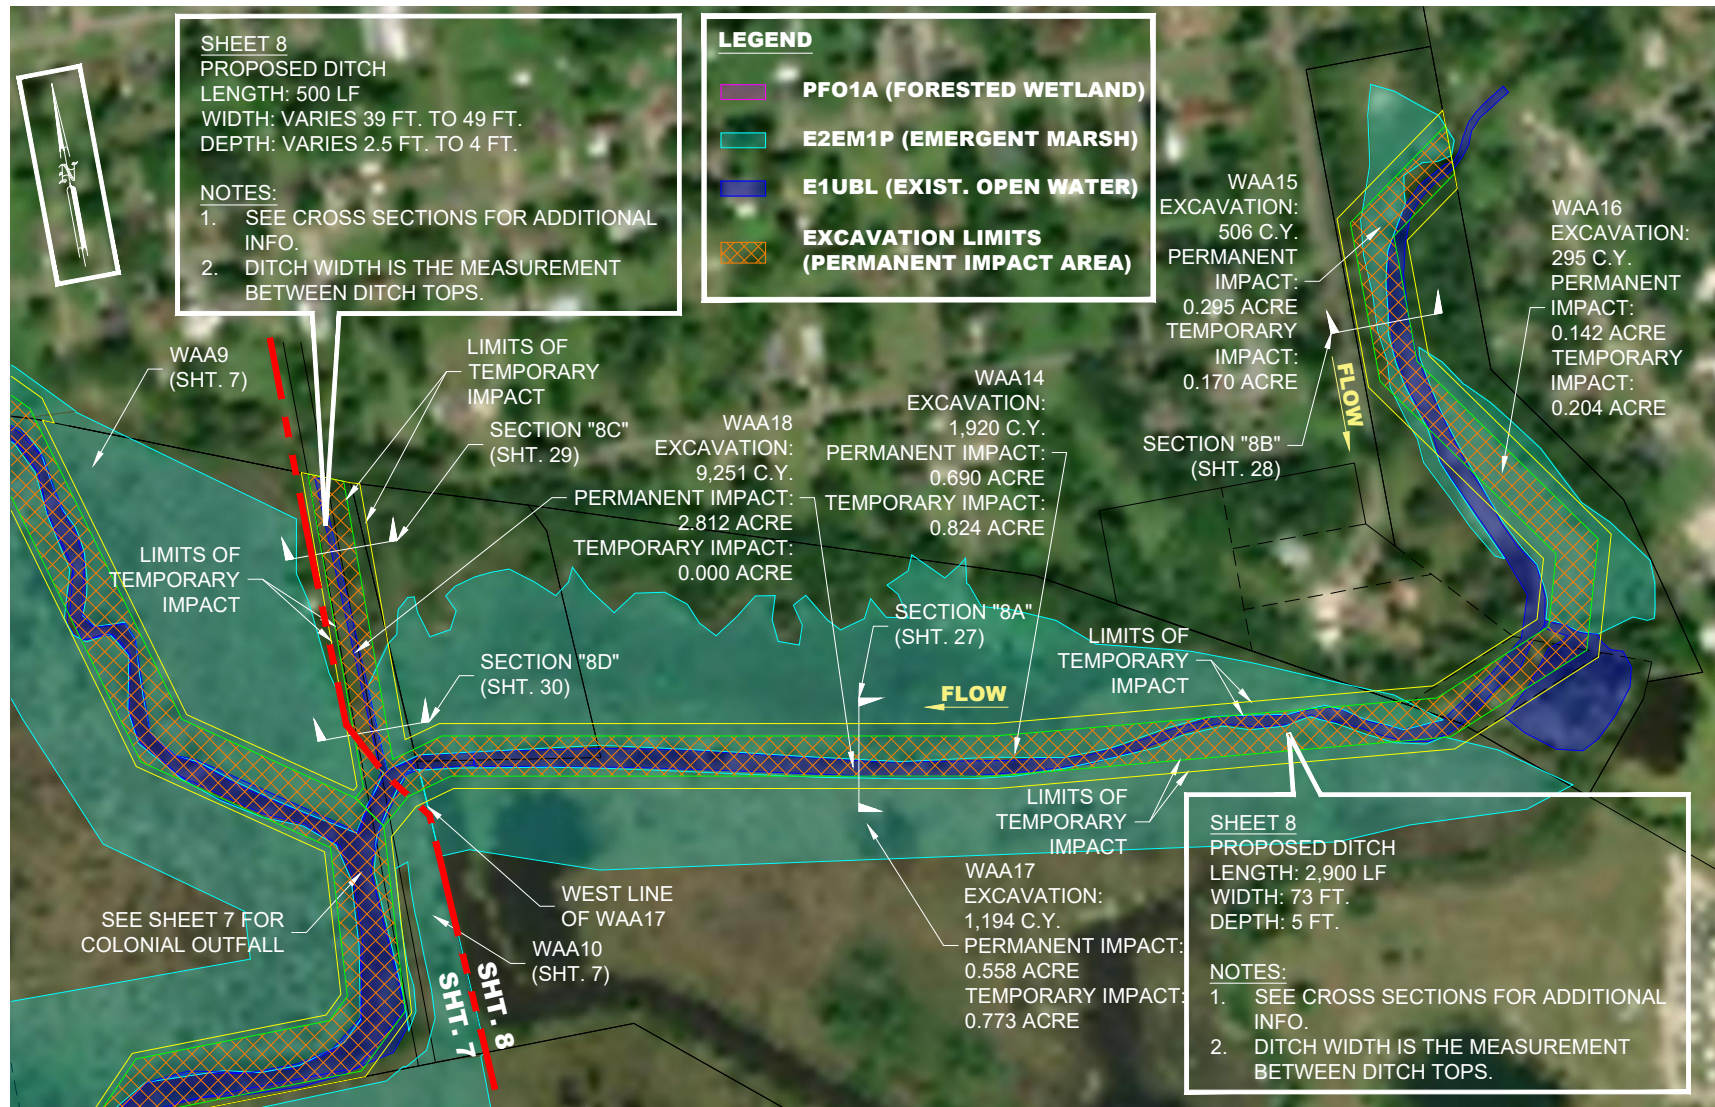 SHEET 8
PROPOSED DITCH
LENGTH: 500 LF
WIDTH: VARIES 39 FT. TO 49 FT.
DEPTH: VARIES 2.5 FT. TO 4 FT.
NOTES:
1. SEE CROSS SECTIONS FOR ADDITIONAL
INFO.
2. DITCH WIDTH IS THE MEASUREMENT
BETWEEN DITCH TOPS.
LEGEND
PFO1A (FORESTED WETLAND)
E2EM1P (EMERGENT MARSH)
E1UBL (EXIST. OPEN WATER)
EXCAVATION LIMITS
(PERMANENT IMPACT AREA)
N
WAA15
EXCAVATION:
506 C.Y.
PERMANENT
IMPACT:
0.295 ACRE
TEMPORARY
IMPACT:
0.170 ACRE
WAA16
EXCAVATION:
295 C.Y.
PERMANENT
IMPACT:
0.142 ACRE
TEMPORARY
IMPACT:
0.204 ACRE
FLOW
SECTION "8B"
(SHT. 28)
WAA9
(SHT. 7)
LIMITS OF
TEMPORARY
IMPACT
SECTION "8C"
(SHT. 29)
WAA18
EXCAVATION:
9,251 C.Y.
PERMANENT IMPACT:
2.812 ACRE
TEMPORARY IMPACT:
0.000 ACRE
WAA14
EXCAVATION:
1,920 C.Y.
PERMANENT IMPACT:
0.690 ACRE
TEMPORARY IMPACT:
0.824 ACRE
LIMITS OF
TEMPORARY
IMPACT
SECTION "8D"
(SHT. 30)
SECTION "8A"
(SHT. 27)
FLOW
LIMITS OF
TEMPORARY
IMPACT
LIMITS OF
TEMPORARY
IMPACT
WAA17
EXCAVATION:
1,194 C.Y.
PERMANENT IMPACT:
0.558 ACRE
TEMPORARY IMPACT:
0.773 ACRE
WEST LINE
OF WAA17
WAA10
(SHT. 7)
SEE SHEET 7 FOR
COLONIAL OUTFALL
SHT. 8
SHT. 7
SHEET 8
PROPOSED DITCH
LENGTH: 2,900 LF
WIDTH: 73 FT.
DEPTH: 5 FT.
NOTES:
1. SEE CROSS SECTIONS FOR ADDITIONAL
INFO.
2. DITCH WIDTH IS THE MEASUREMENT
BETWEEN DITCH TOPS.